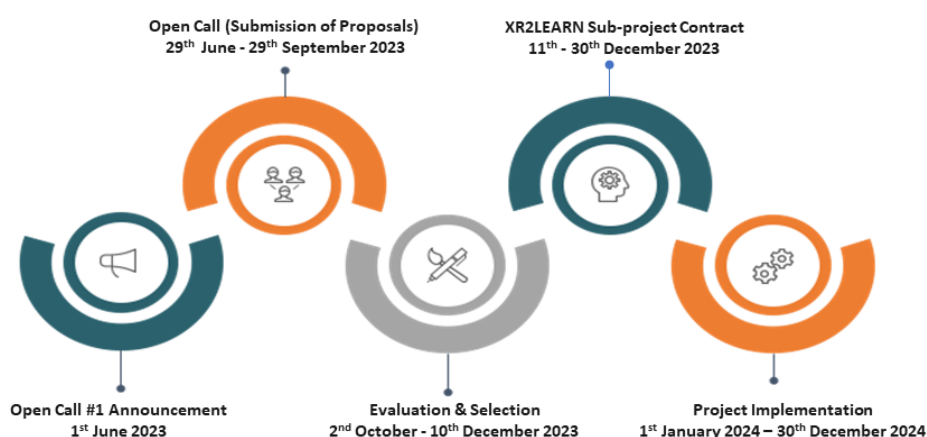 Open Call (Submission of Proposals)
29th June - 29th September 2023
XR2LEARN Sub-project Contract
11th - 30th December 2023
Open Call #1 Announcement
1st June 2023
Evaluation & Selection
2nd October - 10th December 2023
Project Implementation
1st January 2024 – 30th December 2024